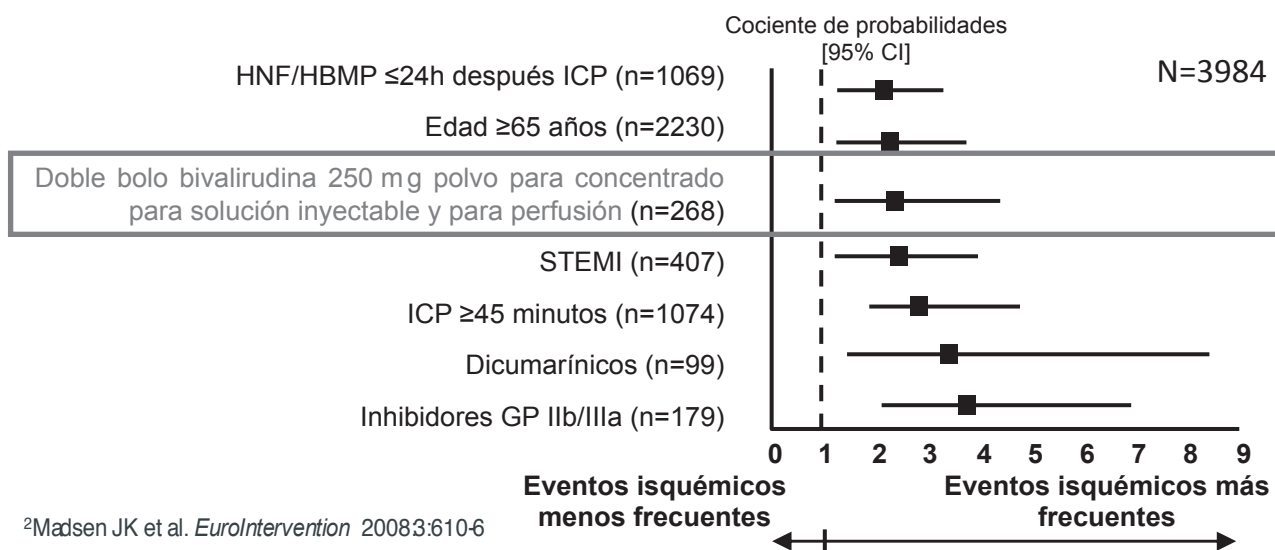 Cociente de probabilidades
[95% CI]
N=3984
HNF/HBMP ≤24h después ICP (n=1069)
Edad ≥65 años (n=2230)
Doble bolo bivalirudina 250 mg polvo para concentrado
para solución inyectable y para perfusión (n=268)
STEMI (n=407)
ICP ≥45 minutos (n=1074)
Dicumarínicos (n=99)
Inhibidores GP IIb/IIIa (n=179)
0 1 2 3 4 5 6 7 8 9
Eventos isquémicos
menos frecuentes
Eventos isquémicos más
frecuentes
²Madsen JK et al. EuroIntervention 20083:610-6